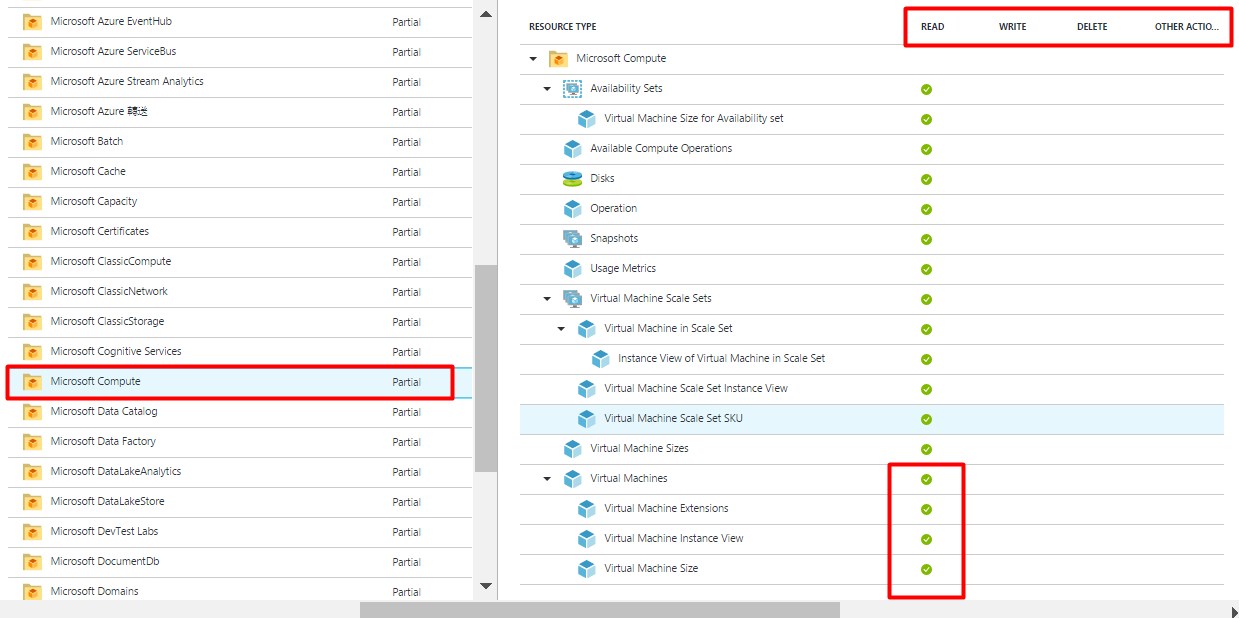 Microsoft Azure EventHub Partial
Microsoft Azure ServiceBus Partial
Microsoft Azure Stream Analytics Partial
Microsoft Azure 轉送 Partial
Microsoft Batch Partial
Microsoft Cache Partial
Microsoft Capacity Partial
Microsoft Certificates Partial
Microsoft ClassicCompute Partial
Microsoft ClassicNetwork Partial
Microsoft ClassicStorage Partial
Microsoft Cognitive Services Partial
Microsoft Compute Partial
Microsoft Data Catalog Partial
Microsoft Data Factory Partial
Microsoft DataLakeAnalytics Partial
Microsoft DataLakeStore Partial
Microsoft DevTest Labs Partial
Microsoft DocumentDb Partial
Microsoft Domains Partial
RESOURCE TYPE READ WRITE DELETE OTHER ACTIO...
Microsoft Compute
Availability Sets
Virtual Machine Size for Availability set
Available Compute Operations
Disks
Operation
Snapshots
Usage Metrics
Virtual Machine Scale Sets
Virtual Machine in Scale Set
Instance View of Virtual Machine in Scale Set
Virtual Machine Scale Set Instance View
Virtual Machine Scale Set SKU
Virtual Machine Sizes
Virtual Machines
Virtual Machine Extensions
Virtual Machine Instance View
Virtual Machine Size